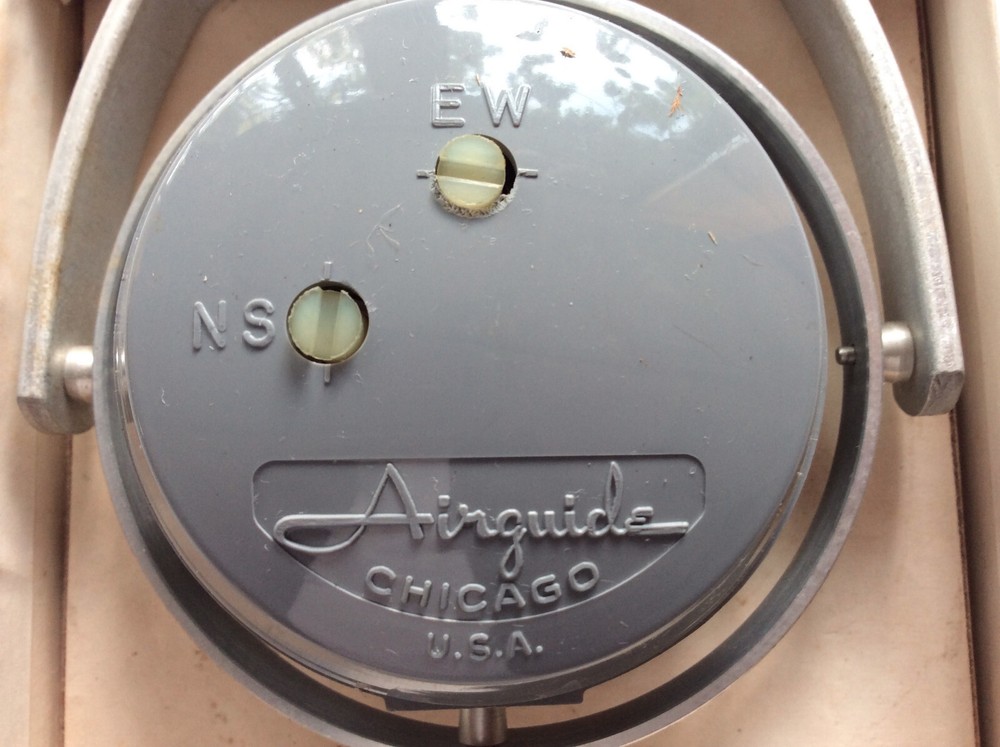 EW
NS
Airguide
CHICAGO
U.S.A.